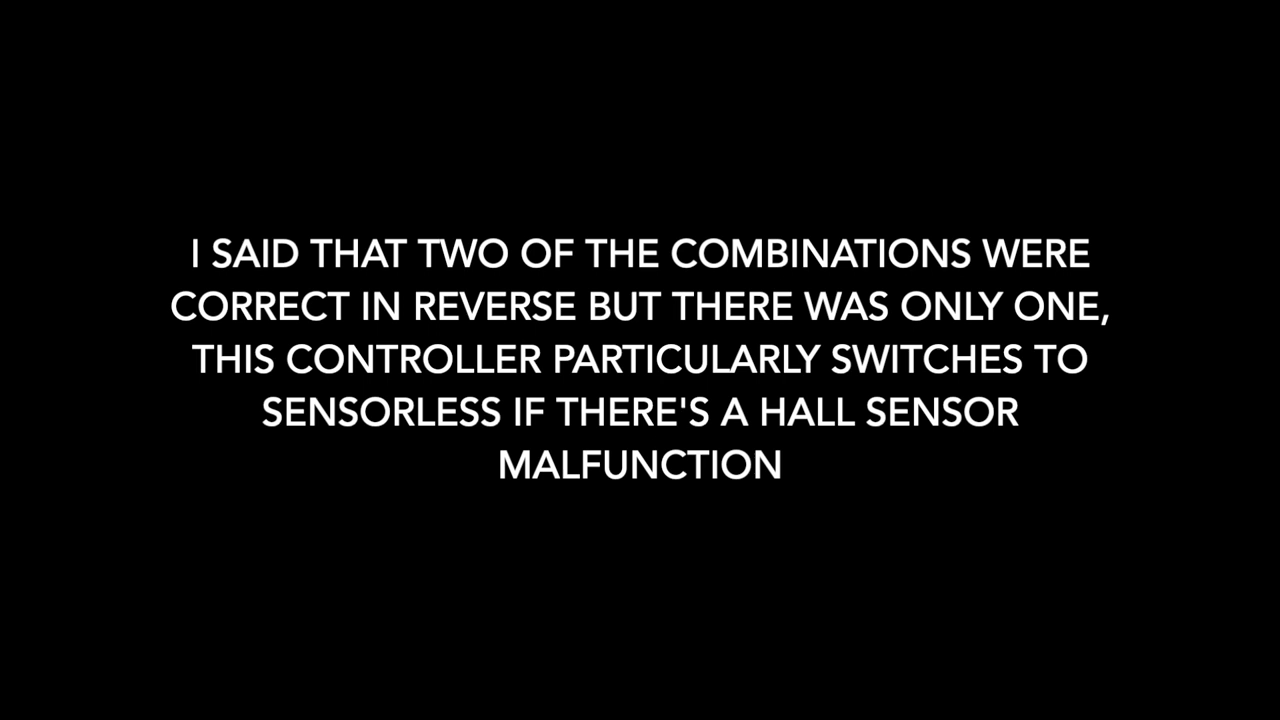 I SAID THAT TWO OF THE COMBINATIONS WERE
CORRECT IN REVERSE BUT THERE WAS ONLY ONE,
THIS CONTROLLER PARTICULARLY SWITCHES TO
SENSORLESS IF THERE'S A HALL SENSOR
MALFUNCTION